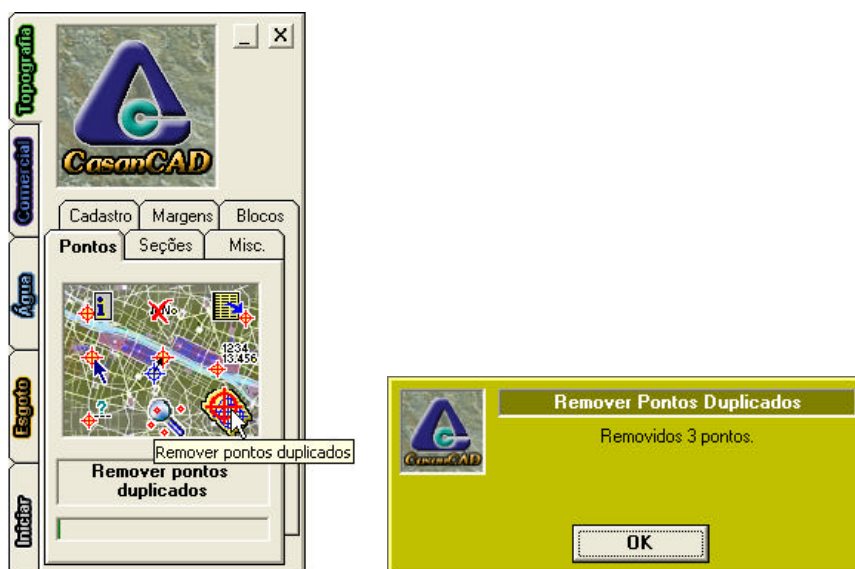 Topografia
Comercial
Água
Esgoto
Iniciar
CasanCAD
Cadastro
Margens
Blocos
Pontos
Seções
Misc.
1234
13.456
Remover pontos duplicados
Remover pontos
duplicados
CasanCAD
Remover Pontos Duplicados
Removidos 3 pontos.
OK